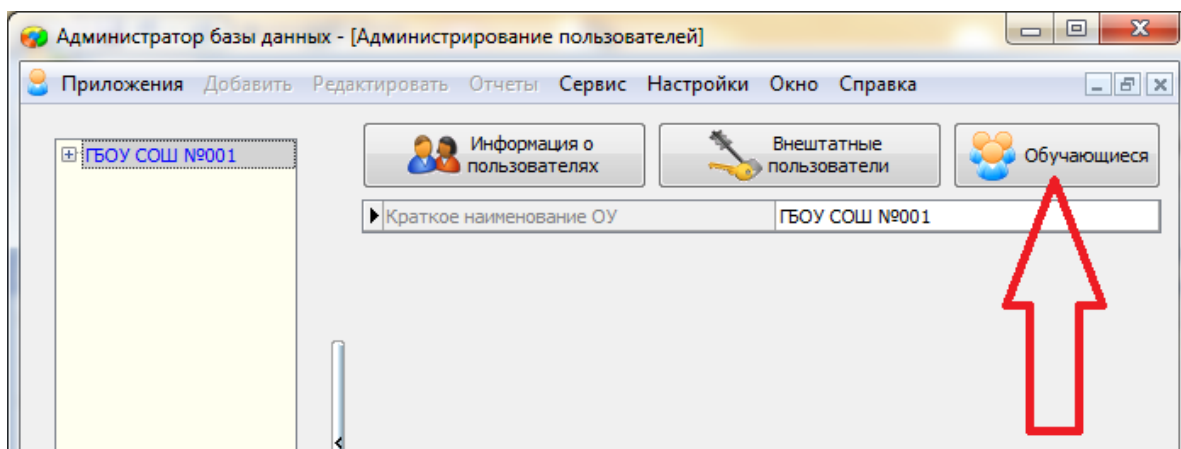 Администратор базы данных - [Администрирование пользователей]
Приложения Добавить Редактировать Отчеты Сервис Настройки Окно Справка
ГБОУ СОШ №001
Информация о
пользователях
Внештатные
пользователи
Обучающиеся
Краткое наименование ОУ ГБОУ СОШ №001